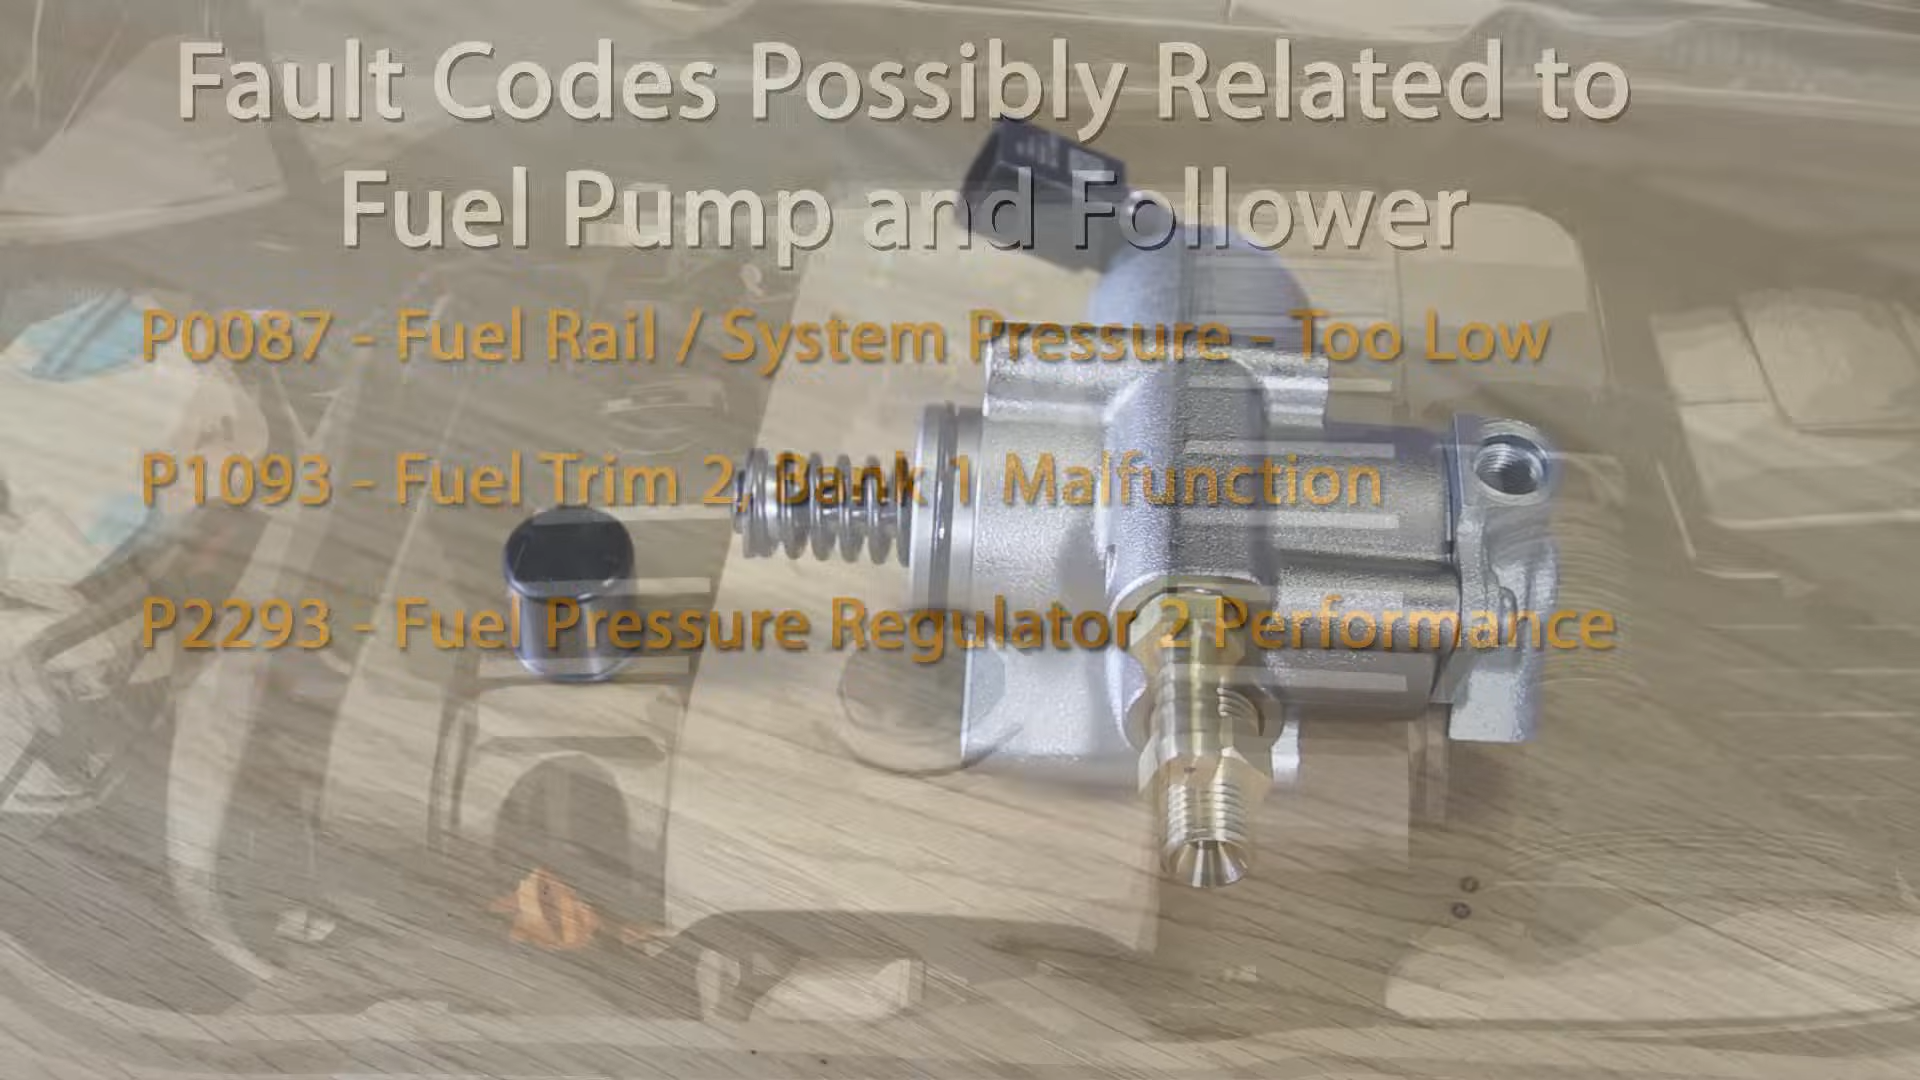 Fault Codes Possibly Related to
Fuel Pump and Follower
P0087 - Fuel Rail / System Pressure - Too Low
P1093 - Fuel Trim 2, Bank 1 Malfunction
P2293 - Fuel Pressure Regulator 2 Performance